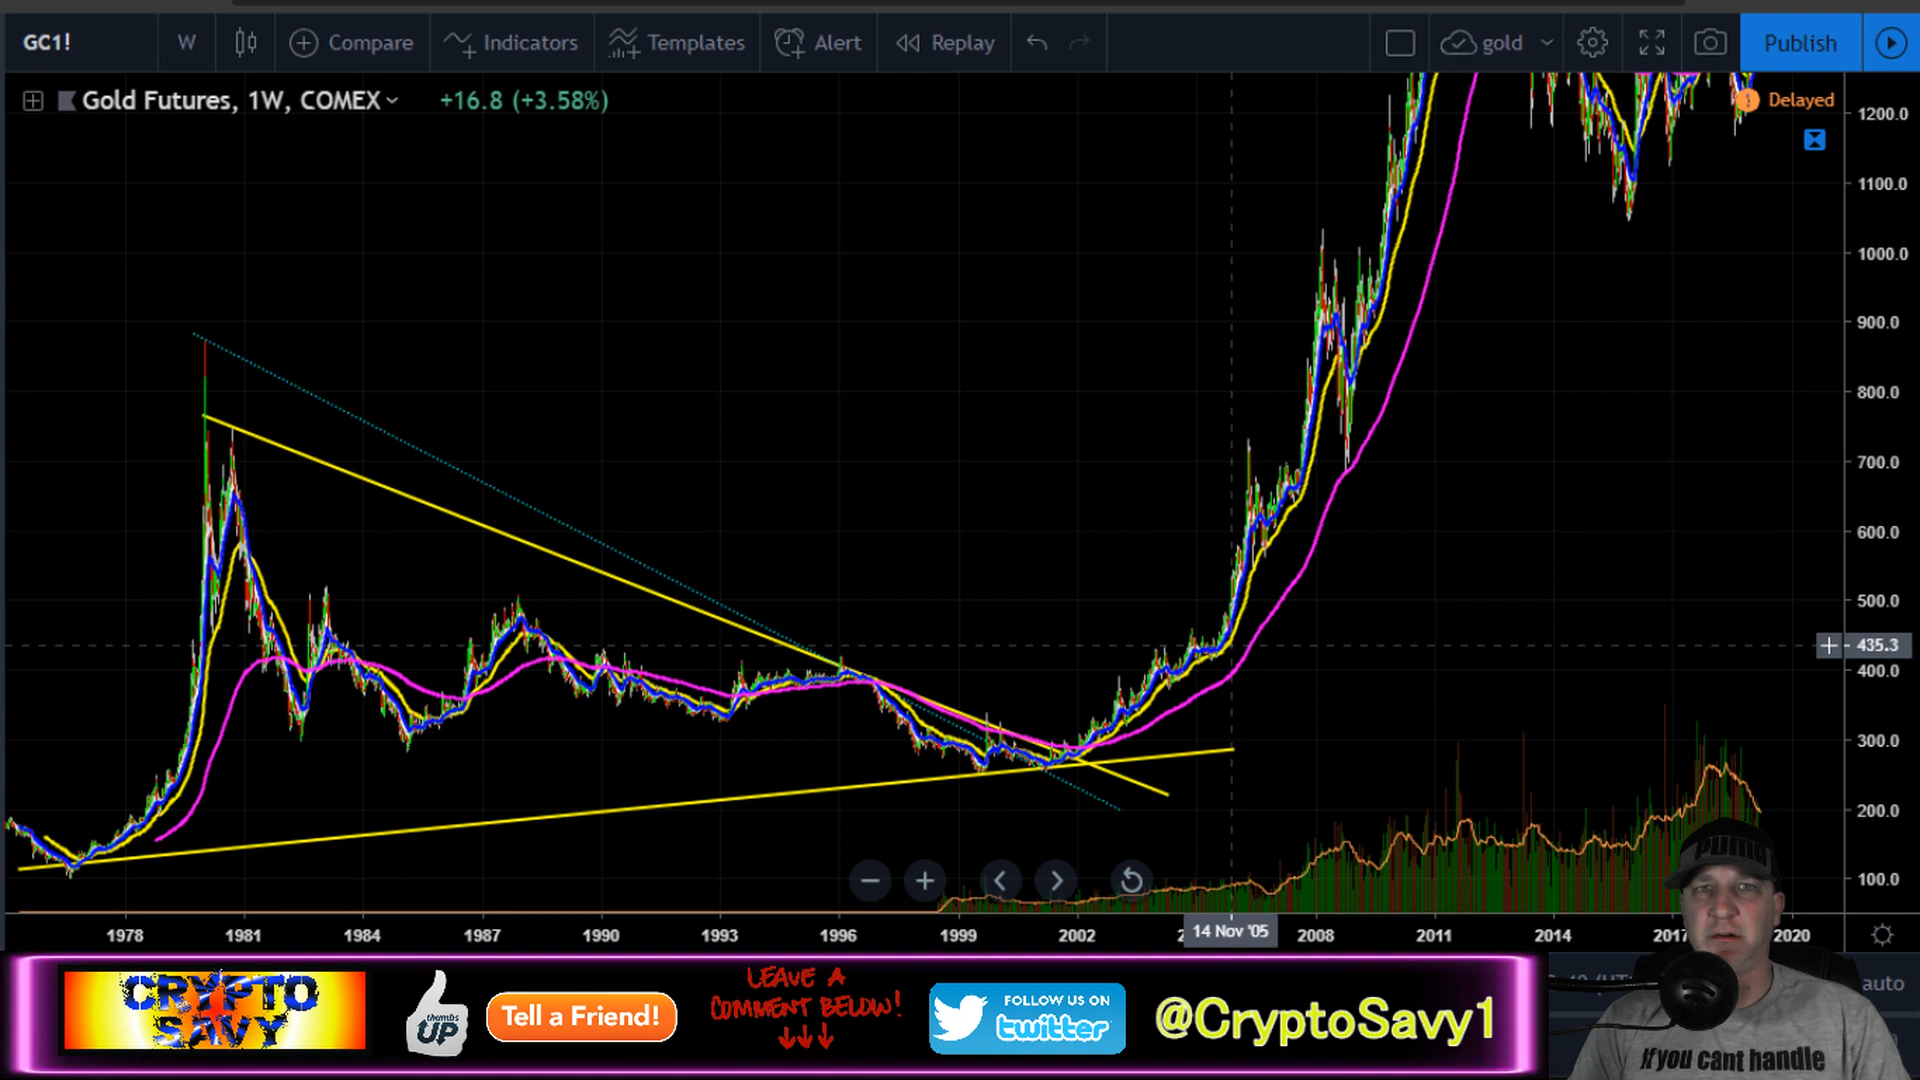 GC1!
W
Compare
Indicators
Templates
Alert
Replay
gold
Publish
Gold Futures, 1W, COMEX
+16.8 (+3.58%)
Delayed
1200.0
1100.0
1000.0
900.0
800.0
700.0
600.0
500.0
435.3
400.0
300.0
200.0
100.0
1978
1981
1984
1987
1990
1993
1996
1999
2002
14 Nov '05
2008
2011
2014
2017
2020
auto
CRYPTO
SAVY
thumbs
UP
Tell a Friend!
LEAVE A
COMMENT BELOW!
FOLLOW US ON
twitter
@CryptoSavy1
PUMA
If you cant handle